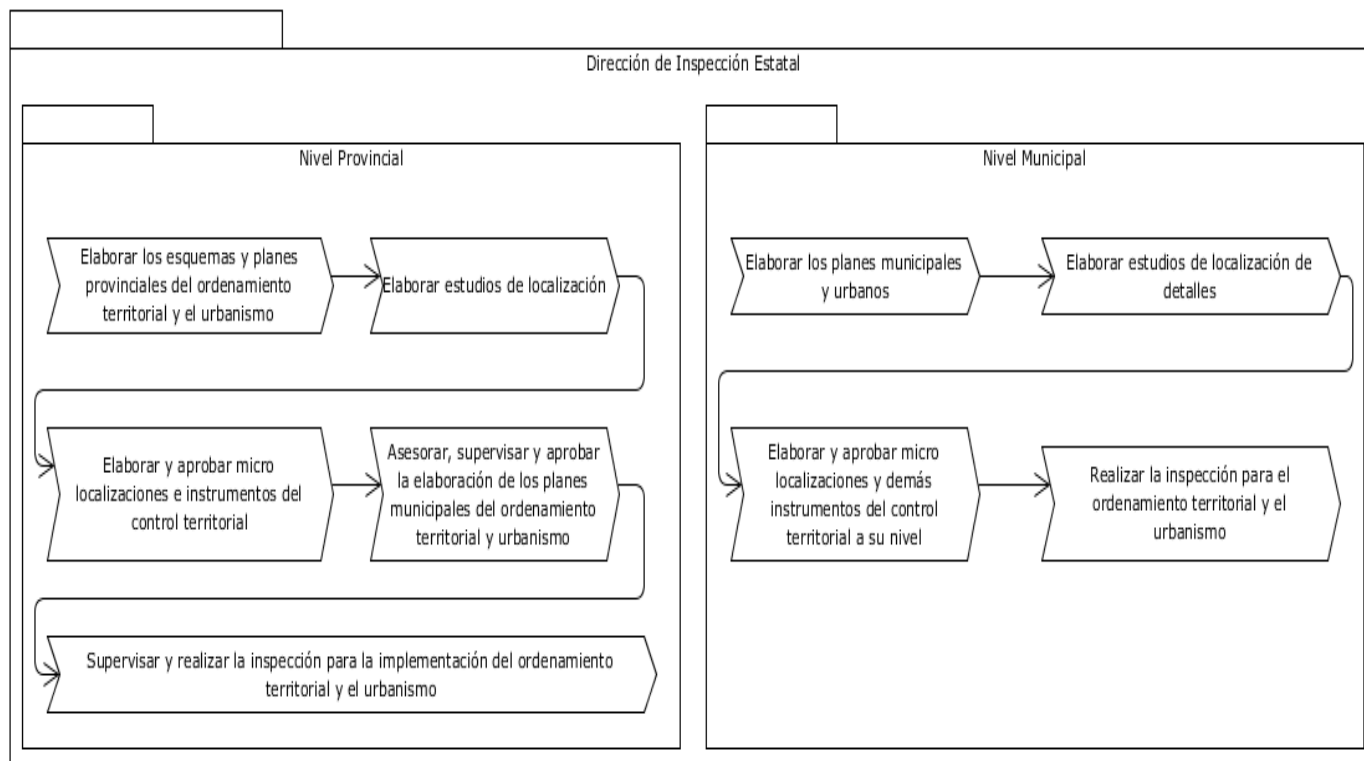 Dirección de Inspección Estatal
Nivel Provincial
Elaborar los esquemas y planes
provinciales del ordenamiento
territorial y el urbanismo
Elaborar estudios de localización
Elaborar y aprobar micro
localizaciones e instrumentos del
control territorial
Asesorar, supervisar y aprobar
la elaboración de los planes
municipales del ordenamiento
territorial y urbanismo
Supervisar y realizar la inspección para la implementación del ordenamiento
territorial y el urbanismo
Nivel Municipal
Elaborar los planes municipales
y urbanos
Elaborar estudios de localización de
detalles
Elaborar y aprobar micro
localizaciones y demás
instrumentos del control
territorial a su nivel
Realizar la inspección para el
ordenamiento territorial y el
urbanismo